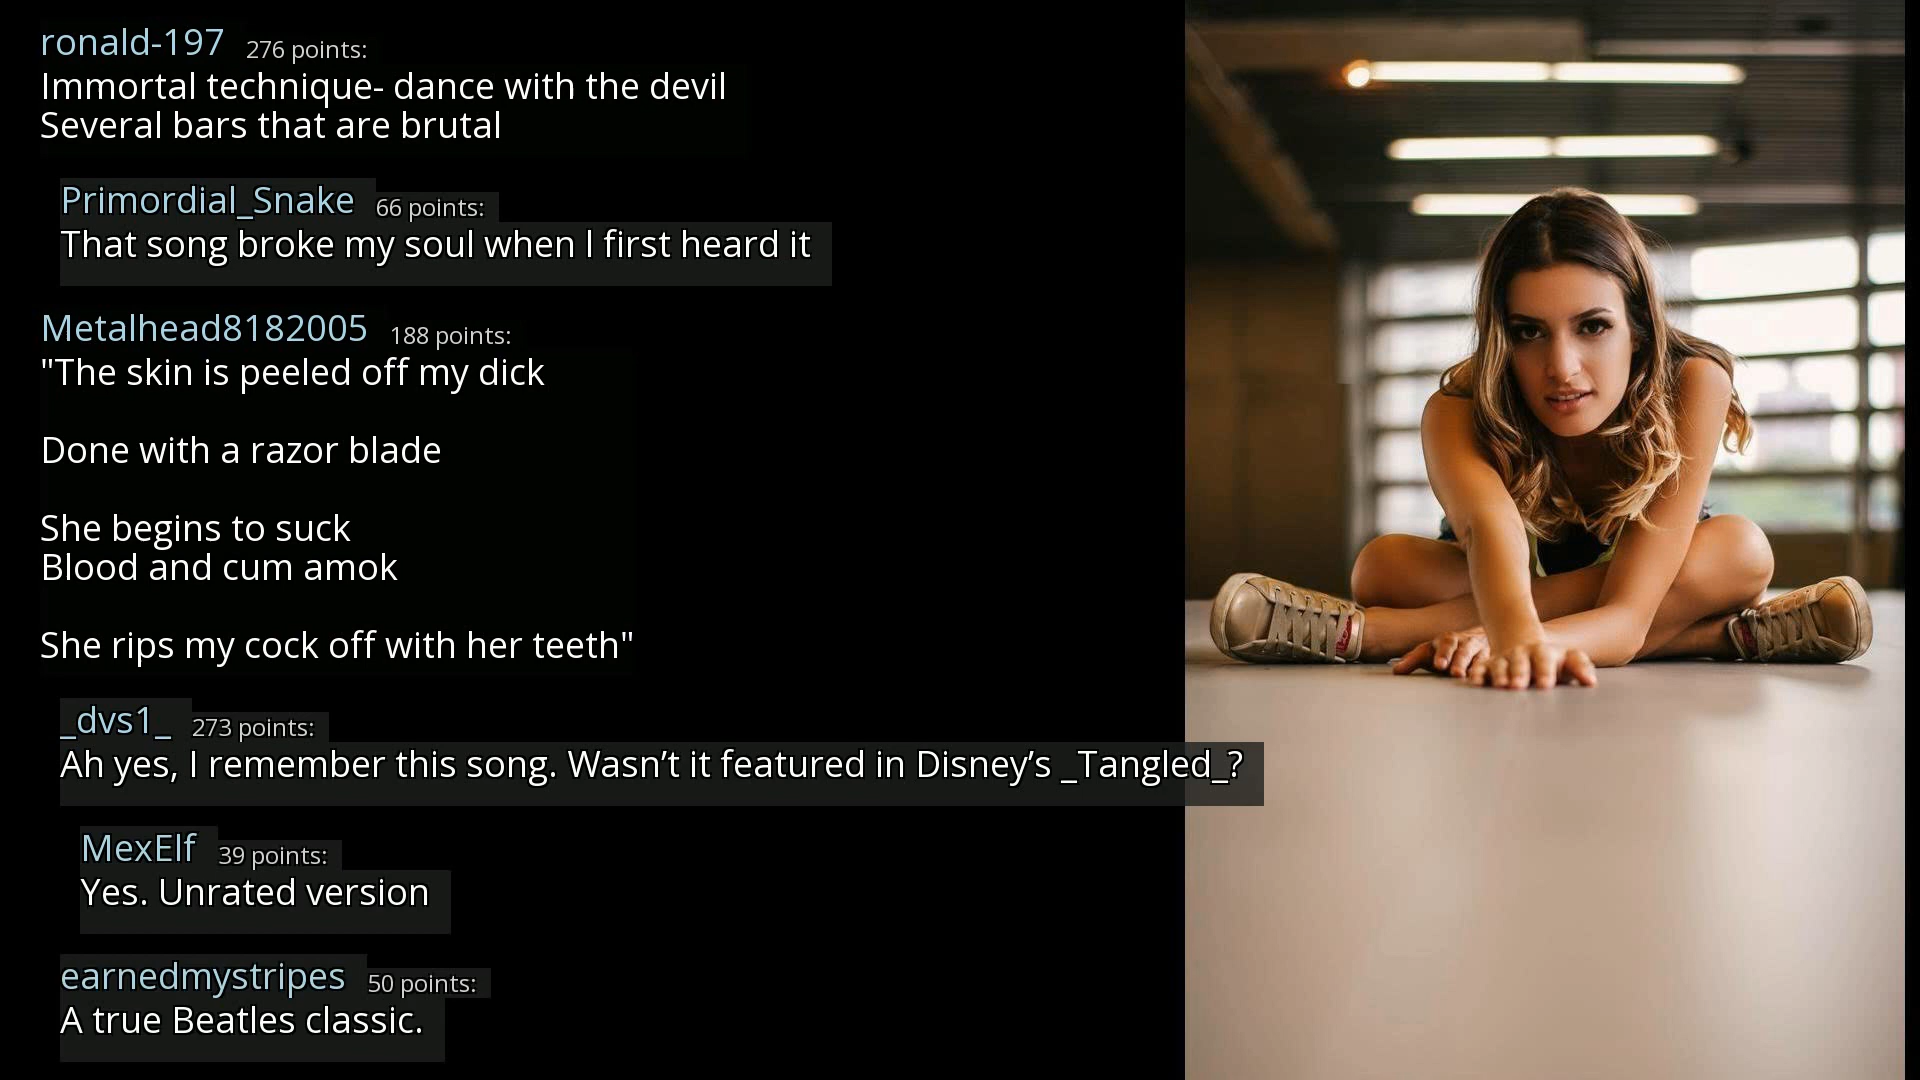 ronald-197 276 points:
Immortal technique- dance with the devil
Several bars that are brutal
Primordial_Snake 66 points:
That song broke my soul when I first heard it
Metalhead8182005 188 points:
"The skin is peeled off my dick
Done with a razor blade
She begins to suck
Blood and cum amok
She rips my cock off with her teeth"
_dvs1_ 273 points:
Ah yes, I remember this song. Wasn’t it featured in Disney’s _Tangled_?
MexElf 39 points:
Yes. Unrated version
earnedmystripes 50 points:
A true Beatles classic.